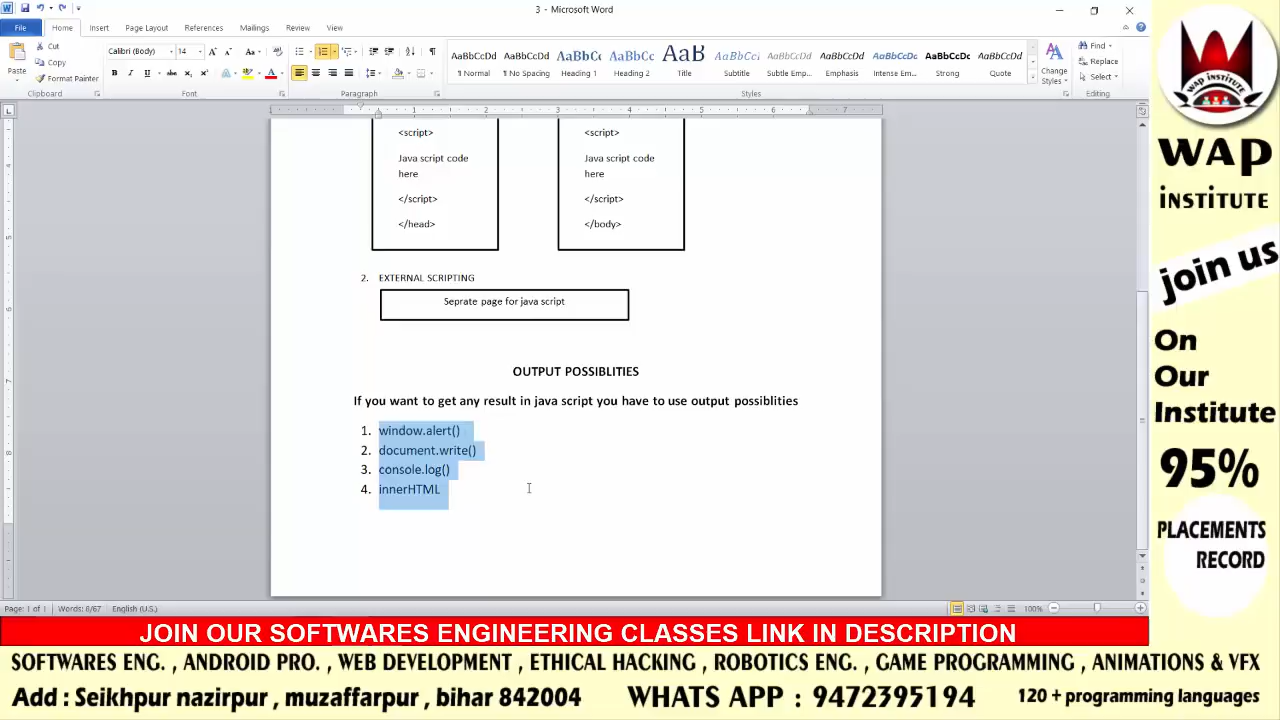 3 - Microsoft Word
File Home Insert Page Layout References Mailings Review View
Cut
Copy
Format Painter
Paste
Clipboard
Calibri (Body) 14
Font
Paragraph
AaBbCcDd AaBbCcDd AaBbCc AaBbCc AaB AaBbCcDd AaBbCcDd AaBbCcDd AaBbCcDd AaBbCcDd AaBbCcDd
¶ Normal ¶ No Spacing Heading 1 Heading 2 Title Subtitle Subtle Emp... Emphasis Intense Em... Strong Quote
Styles
Change
Styles
Find
Replace
Select
Editing
<script>
Java script code
here
</script>
</head>
<script>
Java script code
here
</script>
</body>
2. EXTERNAL SCRIPTING
Seprate page for java script
OUTPUT POSSIBLITIES
If you want to get any result in java script you have to use output possiblities
1. window.alert()
2. document.write()
3. console.log()
4. innerHTML
Page: 1 of 1 Words: 8/67 English (U.S.) 100%
WAP
INSTITUTE
wap institute
join us
On
Our
Institute
95%
PLACEMENTS
RECORD
JOIN OUR SOFTWARES ENGINEERING CLASSES LINK IN DESCRIPTION
SOFTWARES ENG. , ANDROID PRO. , WEB DEVELOPMENT , ETHICAL HACKING , ROBOTICS ENG. , GAME PROGRAMMING , ANIMATIONS & VFX
Add : Seikhpur nazirpur , muzaffarpur , bihar 842004 WHATS APP : 9472395194 120 + programming languages